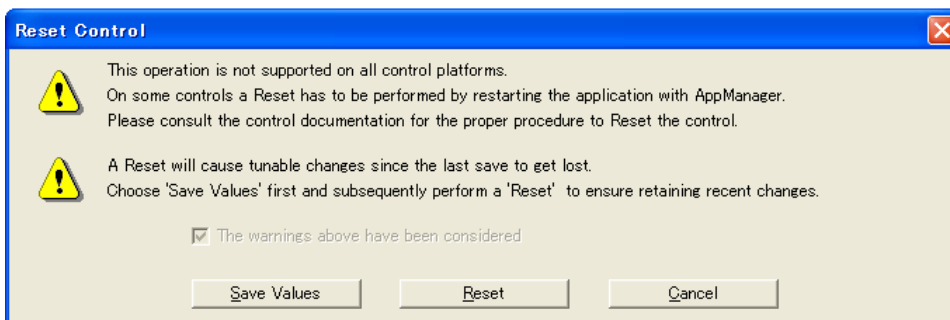 Reset Control
This operation is not supported on all control platforms.
On some controls a Reset has to be performed by restarting the application with AppManager.
Please consult the control documentation for the proper procedure to Reset the control.
A Reset will cause tunable changes since the last save to get lost.
Choose 'Save Values' first and subsequently perform a 'Reset' to ensure retaining recent changes.
The warnings above have been considered
Save Values Reset Cancel